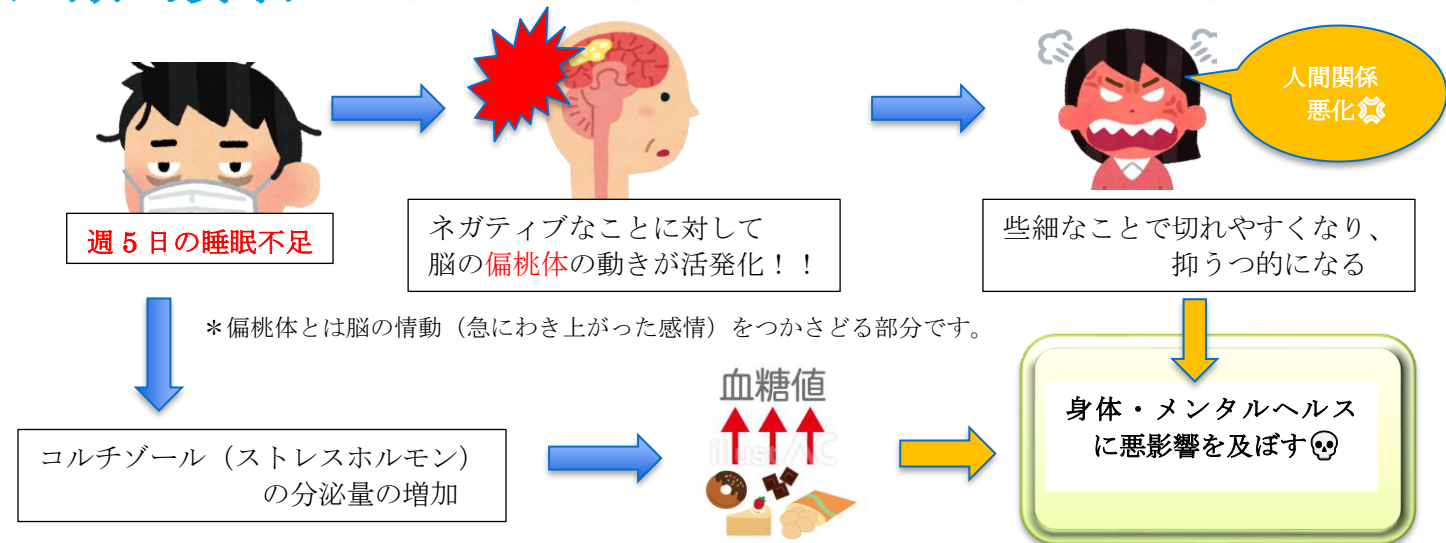 人間関係
悪化💢
週5日の睡眠不足
ネガティブなことに対して
脳の偏桃体の動きが活発化！！
些細なことで切れやすくなり、
抑うつ的になる
＊偏桃体とは脳の情動（急にわき上がった感情）をつかさどる部分です。
血糖値
illustAC
コルチゾール（ストレスホルモン）
の分泌量の増加
身体・メンタルヘルス
に悪影響を及ぼす💀